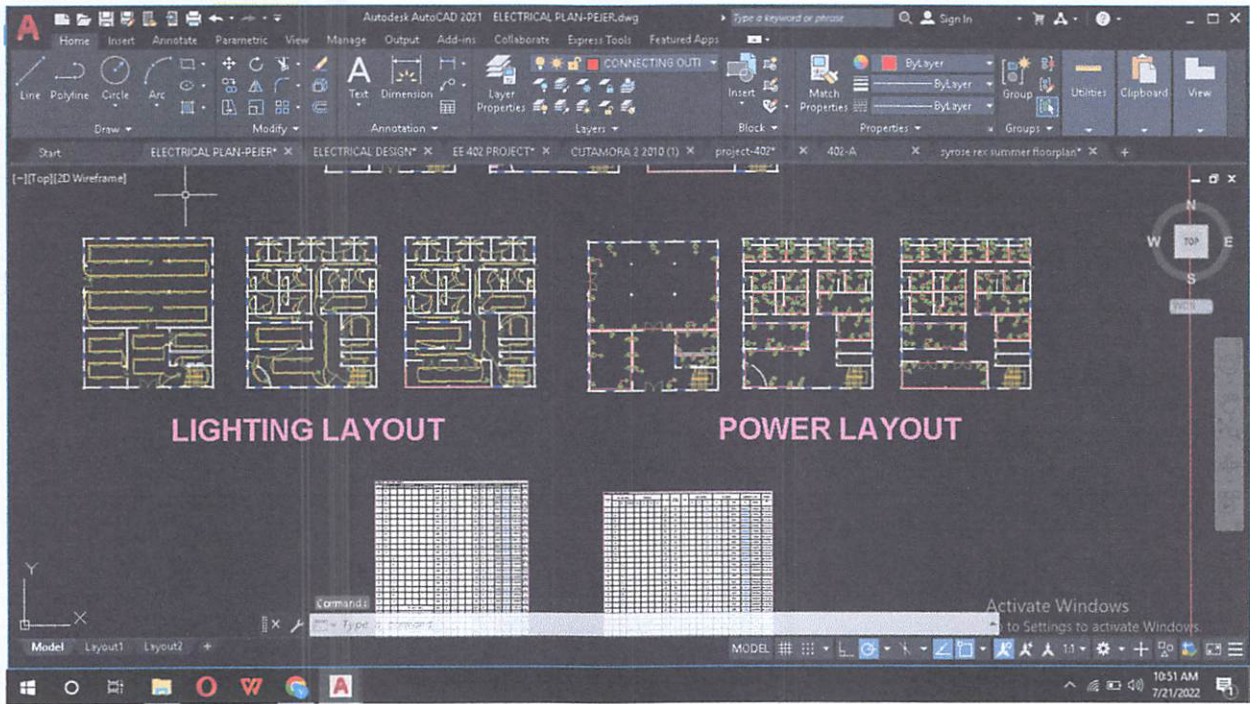 Autodesk AutoCAD 2021 ELECTRICAL PLAN-PEJER.dwg
Type a keyword or phrase
Sign In
Home Insert Annotate Parametric View Manage Output Add-ins Collaborate Express Tools Featured Apps
CONNECTING OUTI
ByLayer
ByLayer
ByLayer
Line Polyline Circle Arc
Text Dimension
Layer Properties
Insert
Match Properties
Group
Utilities Clipboard View
Draw Modify Annotation Layers Block Properties Groups
Start ELECTRICAL PLAN-PEJER* ELECTRICAL DESIGN* EE 402 PROJECT* CUTAMORA 2 2010 (1) project-402* 402-A syrose rex summer floorplan*
[-][Top][2D Wireframe]
N
W TOP E
S
WCS
LIGHTING LAYOUT POWER LAYOUT
Y
X
Command:
Type a command
Activate Windows
to Settings to activate Windows.
Model Layout1 Layout2 +
MODEL 1:1
10:51 AM
7/21/2022
1